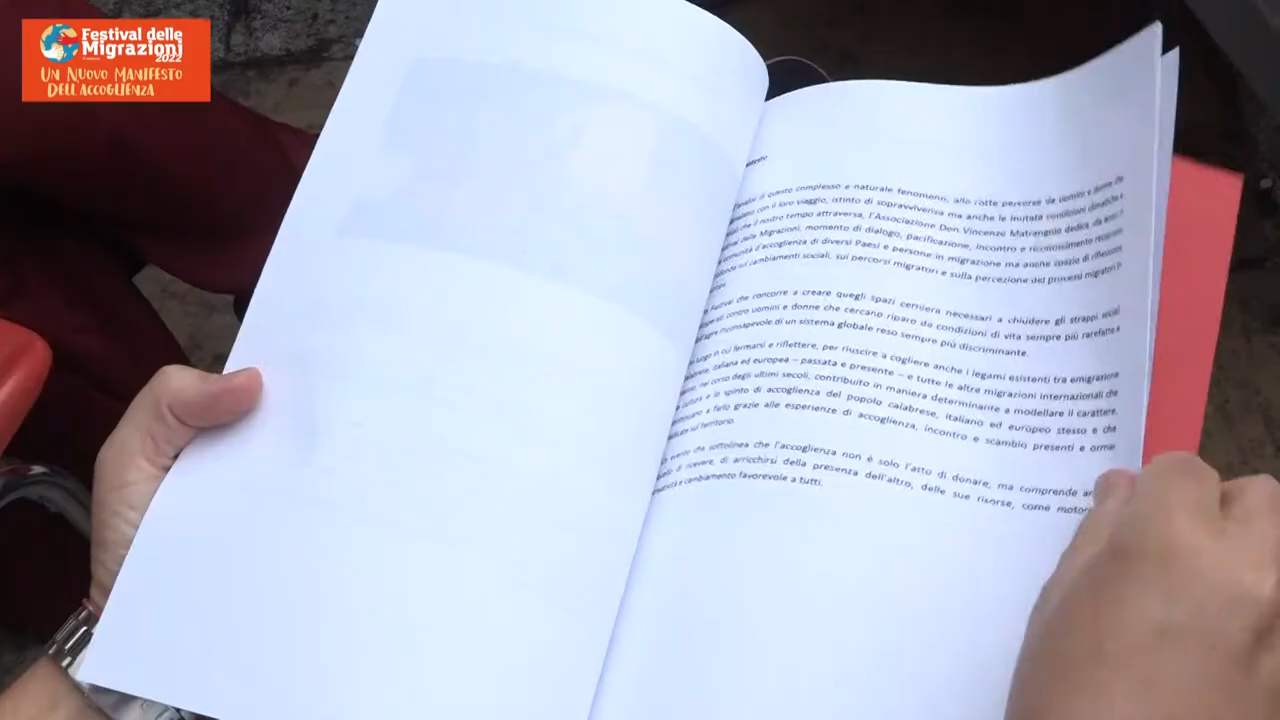 Festival delle
Migrazioni
2022
Un Nuovo Manifesto
Dell'Accoglienza
di questo complesso e naturale fenomeno, alle rotte percorse da uomini e donne
con il loro viaggio, istinto di sopravvivenza ma anche le mutate condizioni climatiche e
che il nostro tempo attraversa, l'Associazione Don Vincenzo Matrangolo dedica
delle Migrazioni, momento di dialogo, pacificazione, incontro e riconoscimento reciproco
comunità d'accoglienza di diversi Paesi e persone in migrazione ma anche spazio di riflessione
sui cambiamenti sociali, sui percorsi migratori e sulla percezione dei processi migratori in
Festival che concorre a creare quegli spazi cerniera necessari a chiudere gli strappi sociali
contro uomini e donne che cercano riparo da condizioni di vita sempre più rarefatte e
inconsapevole di un sistema globale reso sempre più discriminante.
luogo in cui fermarsi e riflettere, per riuscire a cogliere anche i legami esistenti tra emigrazione
italiana ed europea – passata e presente – e tutte le altre migrazioni internazionali che
nel corso degli ultimi secoli, contribuito in maniera determinante a modellare il carattere,
cultura e lo spirito di accoglienza del popolo calabrese, italiano ed europeo stesso e che
a farlo grazie alle esperienze di accoglienza, incontro e scambio presenti e ormai
sul territorio.
evento che sottolinea che l'accoglienza non è solo l'atto di donare, ma comprende
di ricevere, di arricchirsi della presenza dell'altro, delle sue risorse, come
e cambiamento favorevole a tutti.